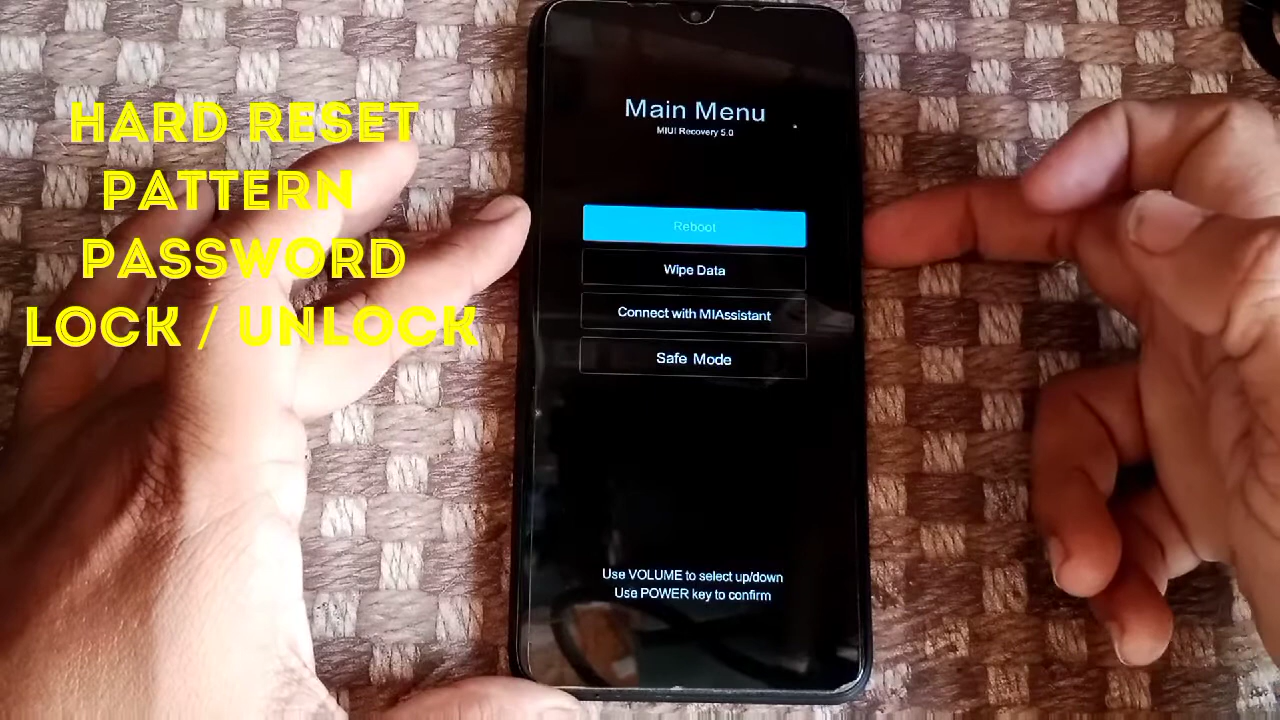 HARD RESET
PATTERN
PASSWORD
LOCK / UNLOCK
Main Menu
MIUI Recovery 5.0
Reboot
Wipe Data
Connect with MIAssistant
Safe Mode
Use VOLUME to select up/down
Use POWER key to confirm